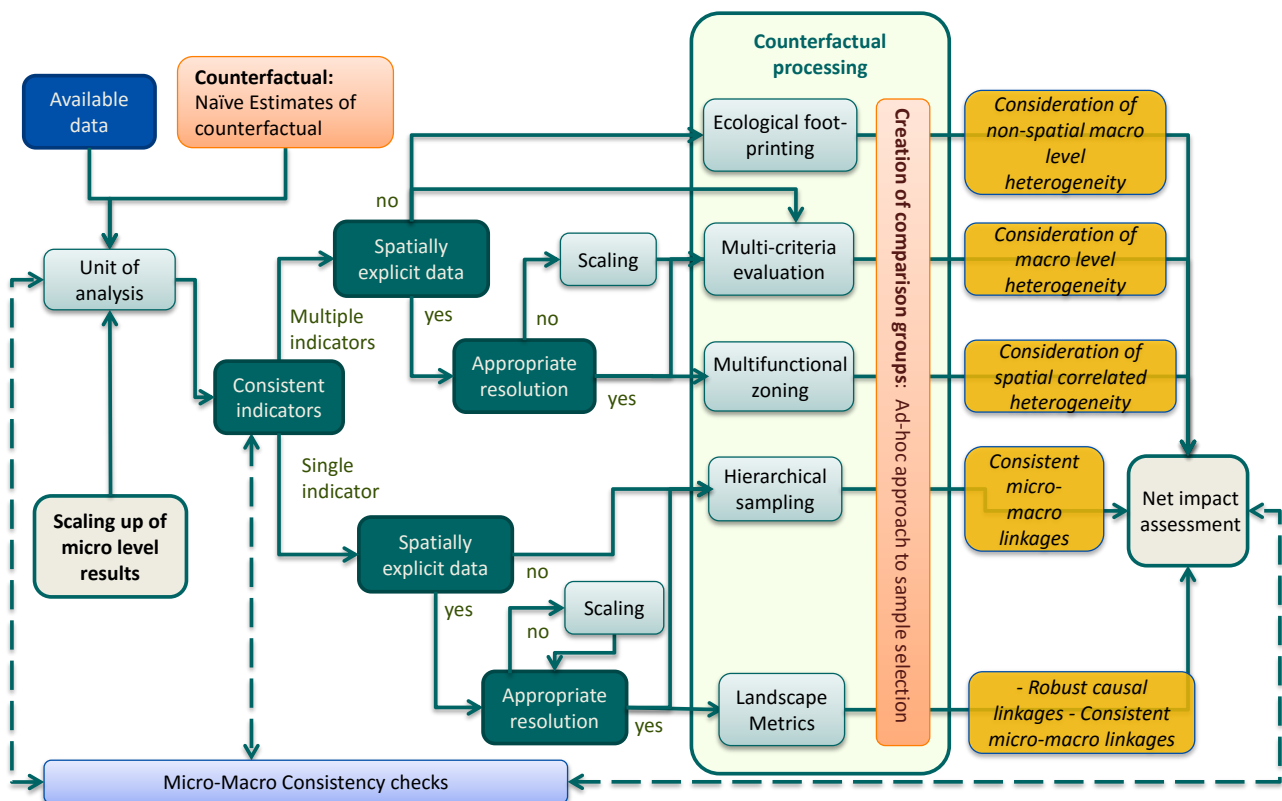 Available
data
Counterfactual:
Naïve Estimates of
counterfactual
Unit of
analysis
Scaling up of
micro level
results
Consistent
indicators
Multiple
indicators
Single
indicator
no
Spatially
explicit data
yes
no
Scaling
Appropriate
resolution
yes
Spatially
explicit data
no
yes
no
Scaling
Appropriate
resolution
yes
Counterfactual
processing
Ecological foot-
printing
Multi-criteria
evaluation
Multifunctional
zoning
Hierarchical
sampling
Landscape
Metrics
Creation of comparison groups: Ad-hoc approach to sample selection
Consideration of
non-spatial macro
level
heterogeneity
Consideration of
macro level
heterogeneity
Consideration of
spatial correlated
heterogeneity
Consistent
micro-
macro
linkages
- Robust causal
linkages - Consistent
micro-macro linkages
Net impact
assessment
Micro-Macro Consistency checks